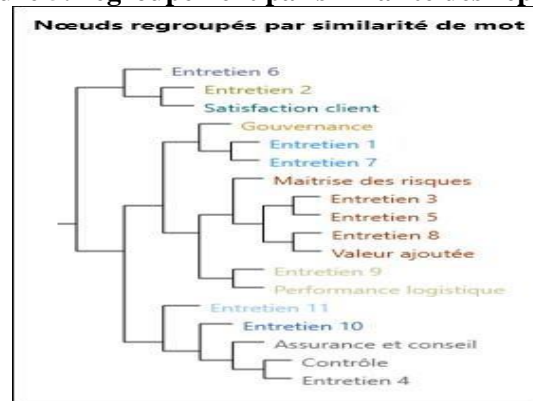 Nœuds regroupés par similarité de mot
Entretien 6
Entretien 2
Satisfaction client
Gouvernance
Entretien 1
Entretien 7
Maîtrise des risques
Entretien 3
Entretien 5
Entretien 8
Valeur ajoutée
Entretien 9
Performance logistique
Entretien 11
Entretien 10
Assurance et conseil
Contrôle
Entretien 4